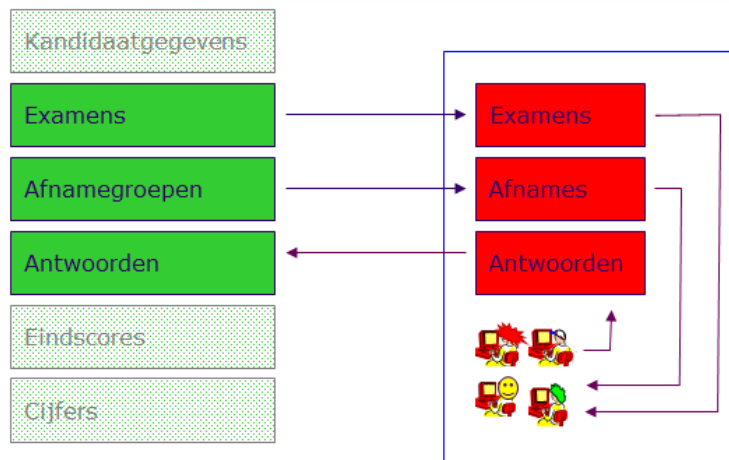 Kandidaatgegevens
Examens
Afnamegroepen
Antwoorden
Eindscores
Cijfers
Examens
Afnames
Antwoorden